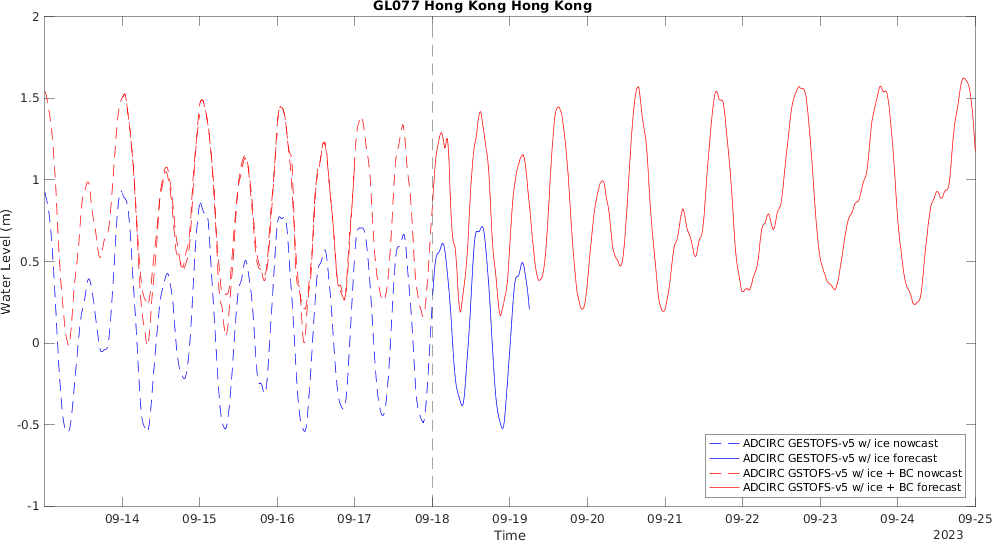 GL077 Hong Kong Hong Kong
2
1.5
1
0.5
0
-0.5
-1
Water Level (m)
ADCIRC GESTOFS-v5 w/ ice nowcast
ADCIRC GESTOFS-v5 w/ ice forecast
ADCIRC GSTOFS-v5 w/ ice + BC nowcast
ADCIRC GSTOFS-v5 w/ ice + BC forecast
09-14 09-15 09-16 09-17 09-18 09-19 09-20 09-21 09-22 09-23 09-24 09-25
Time
2023